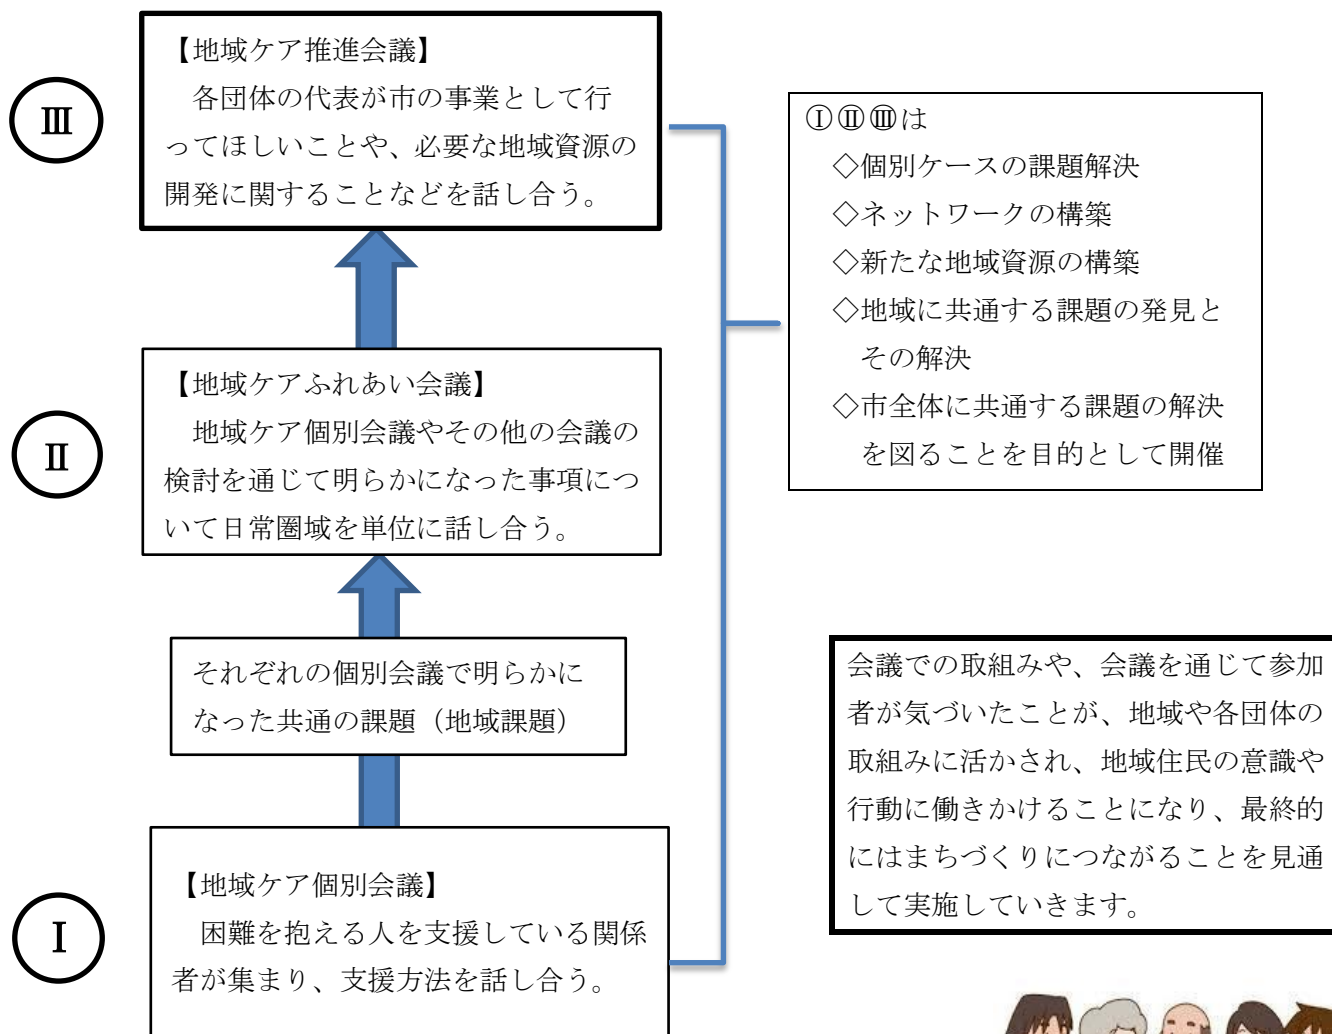 Ⅲ
【地域ケア推進会議】
各団体の代表が市の事業として行
ってほしいことや、必要な地域資源の
開発に関することなどを話し合う。
Ⅱ
【地域ケアふれあい会議】
地域ケア個別会議やその他の会議の
検討を通じて明らかになった事項につ
いて日常圏域を単位に話し合う。
それぞれの個別会議で明らかに
なった共通の課題（地域課題）
Ⅰ
【地域ケア個別会議】
困難を抱える人を支援している関係
者が集まり、支援方法を話し合う。
ⒾⅡⅢは
◇個別ケースの課題解決
◇ネットワークの構築
◇新たな地域資源の構築
◇地域に共通する課題の発見と
その解決
◇市全体に共通する課題の解決
を図ることを目的として開催
会議での取組みや、会議を通じて参加
者が気づいたことが、地域や各団体の
取組みに活かされ、地域住民の意識や
行動に働きかけることになり、最終的
にはまちづくりにつながることを見通
して実施していきます。